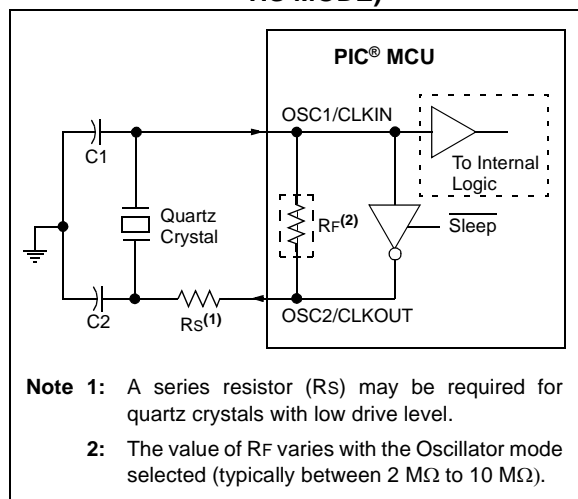 PIC® MCU
OSC1/CLKIN
C1
To Internal
Logic
Quartz
Crystal
RF(2)
Sleep
C2
RS(1)
OSC2/CLKOUT
Note 1: A series resistor (RS) may be required for
quartz crystals with low drive level.
2: The value of RF varies with the Oscillator mode
selected (typically between 2 MΩ to 10 MΩ).